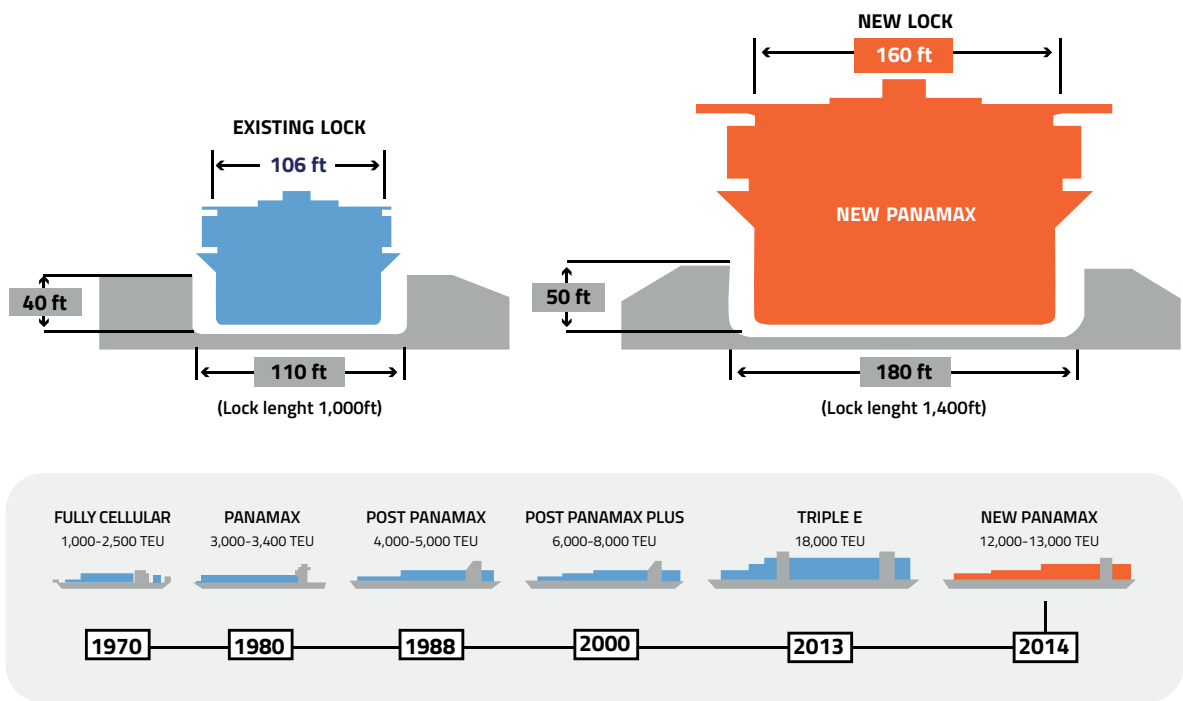 EXISTING LOCK
106 ft
40 ft
110 ft
(Lock lenght 1,000ft)
NEW LOCK
160 ft
NEW PANAMAX
50 ft
180 ft
(Lock lenght 1,400ft)
FULLY CELLULAR
1,000-2,500 TEU
PANAMAX
3,000-3,400 TEU
POST PANAMAX
4,000-5,000 TEU
POST PANAMAX PLUS
6,000-8,000 TEU
TRIPLE E
18,000 TEU
NEW PANAMAX
12,000-13,000 TEU
1970
1980
1988
2000
2013
2014